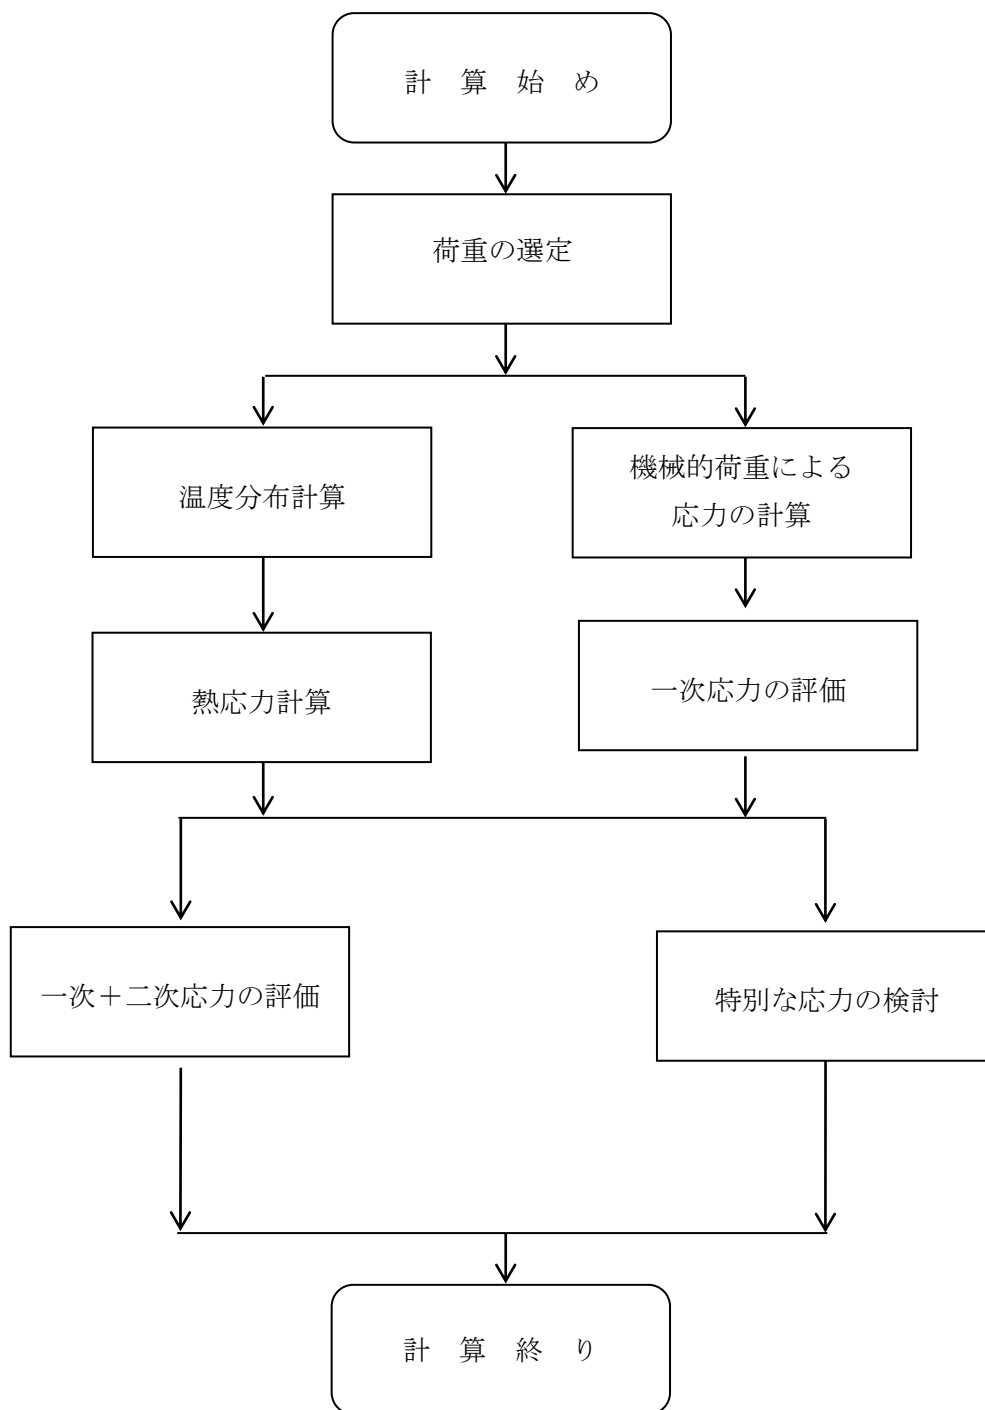 計 算 始 め
荷重の選定
温度分布計算
機械的荷重による
応力の計算
熱応力計算
一次応力の評価
一次＋二次応力の評価
特別な応力の検討
計 算 終 り